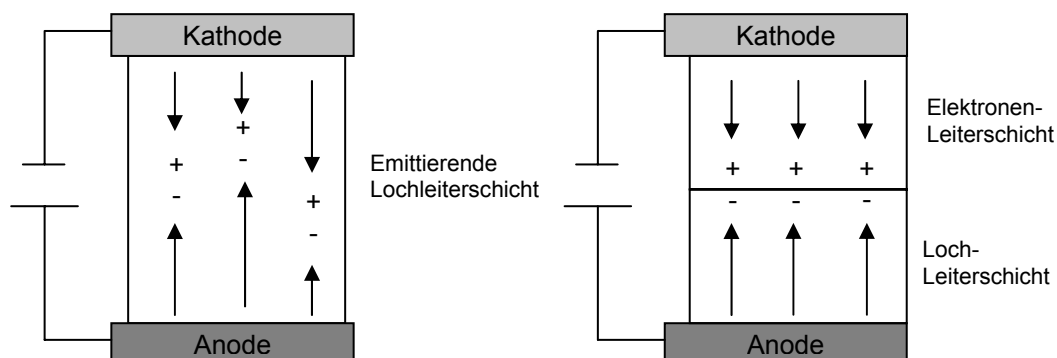 Kathode
+
+
-
+
-
+
-
Emittierende
Lochleiterschicht
Anode
Kathode
Elektronen-
Leiterschicht
+ + +
- - -
Loch-
Leiterschicht
Anode